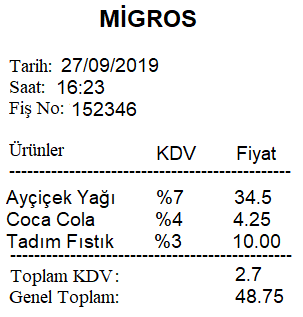 MİGROS
Tarih: 27/09/2019
Saat: 16:23
Fiş No: 152346
Ürünler KDV Fiyat
--------------------------------------------------
Ayçiçek Yağı %7 34.5
Coca Cola %4 4.25
Tadım Fıstık %3 10.00
--------------------------------------------------
Toplam KDV: 2.7
Genel Toplam: 48.75